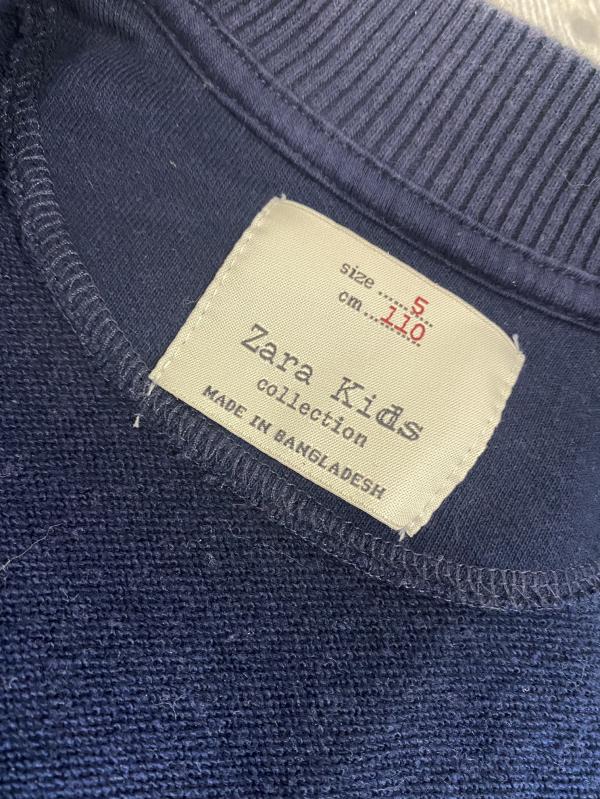 size ......5......
cm ...110......
Zara Kids
collection
MADE IN BANGLADESH